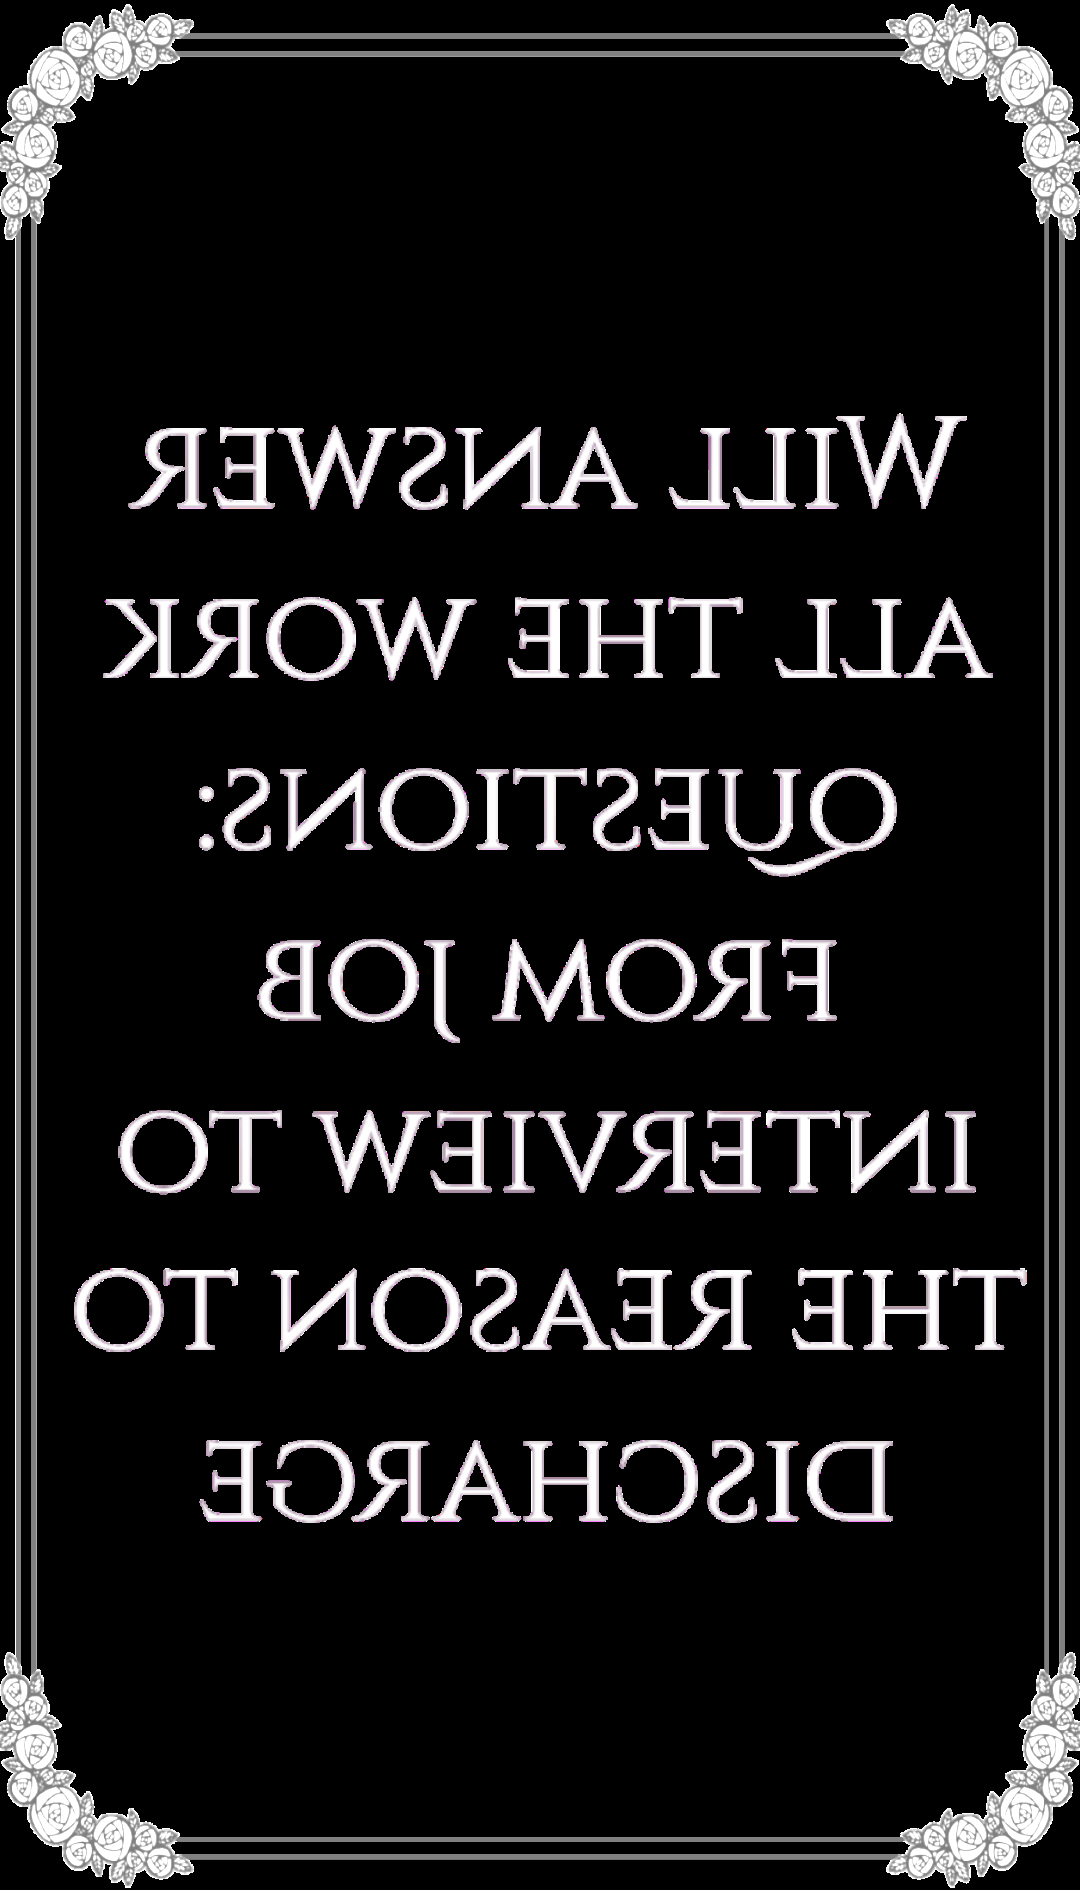 Will answer
all the work
questions:
from job
interview to
the reason to
discharge